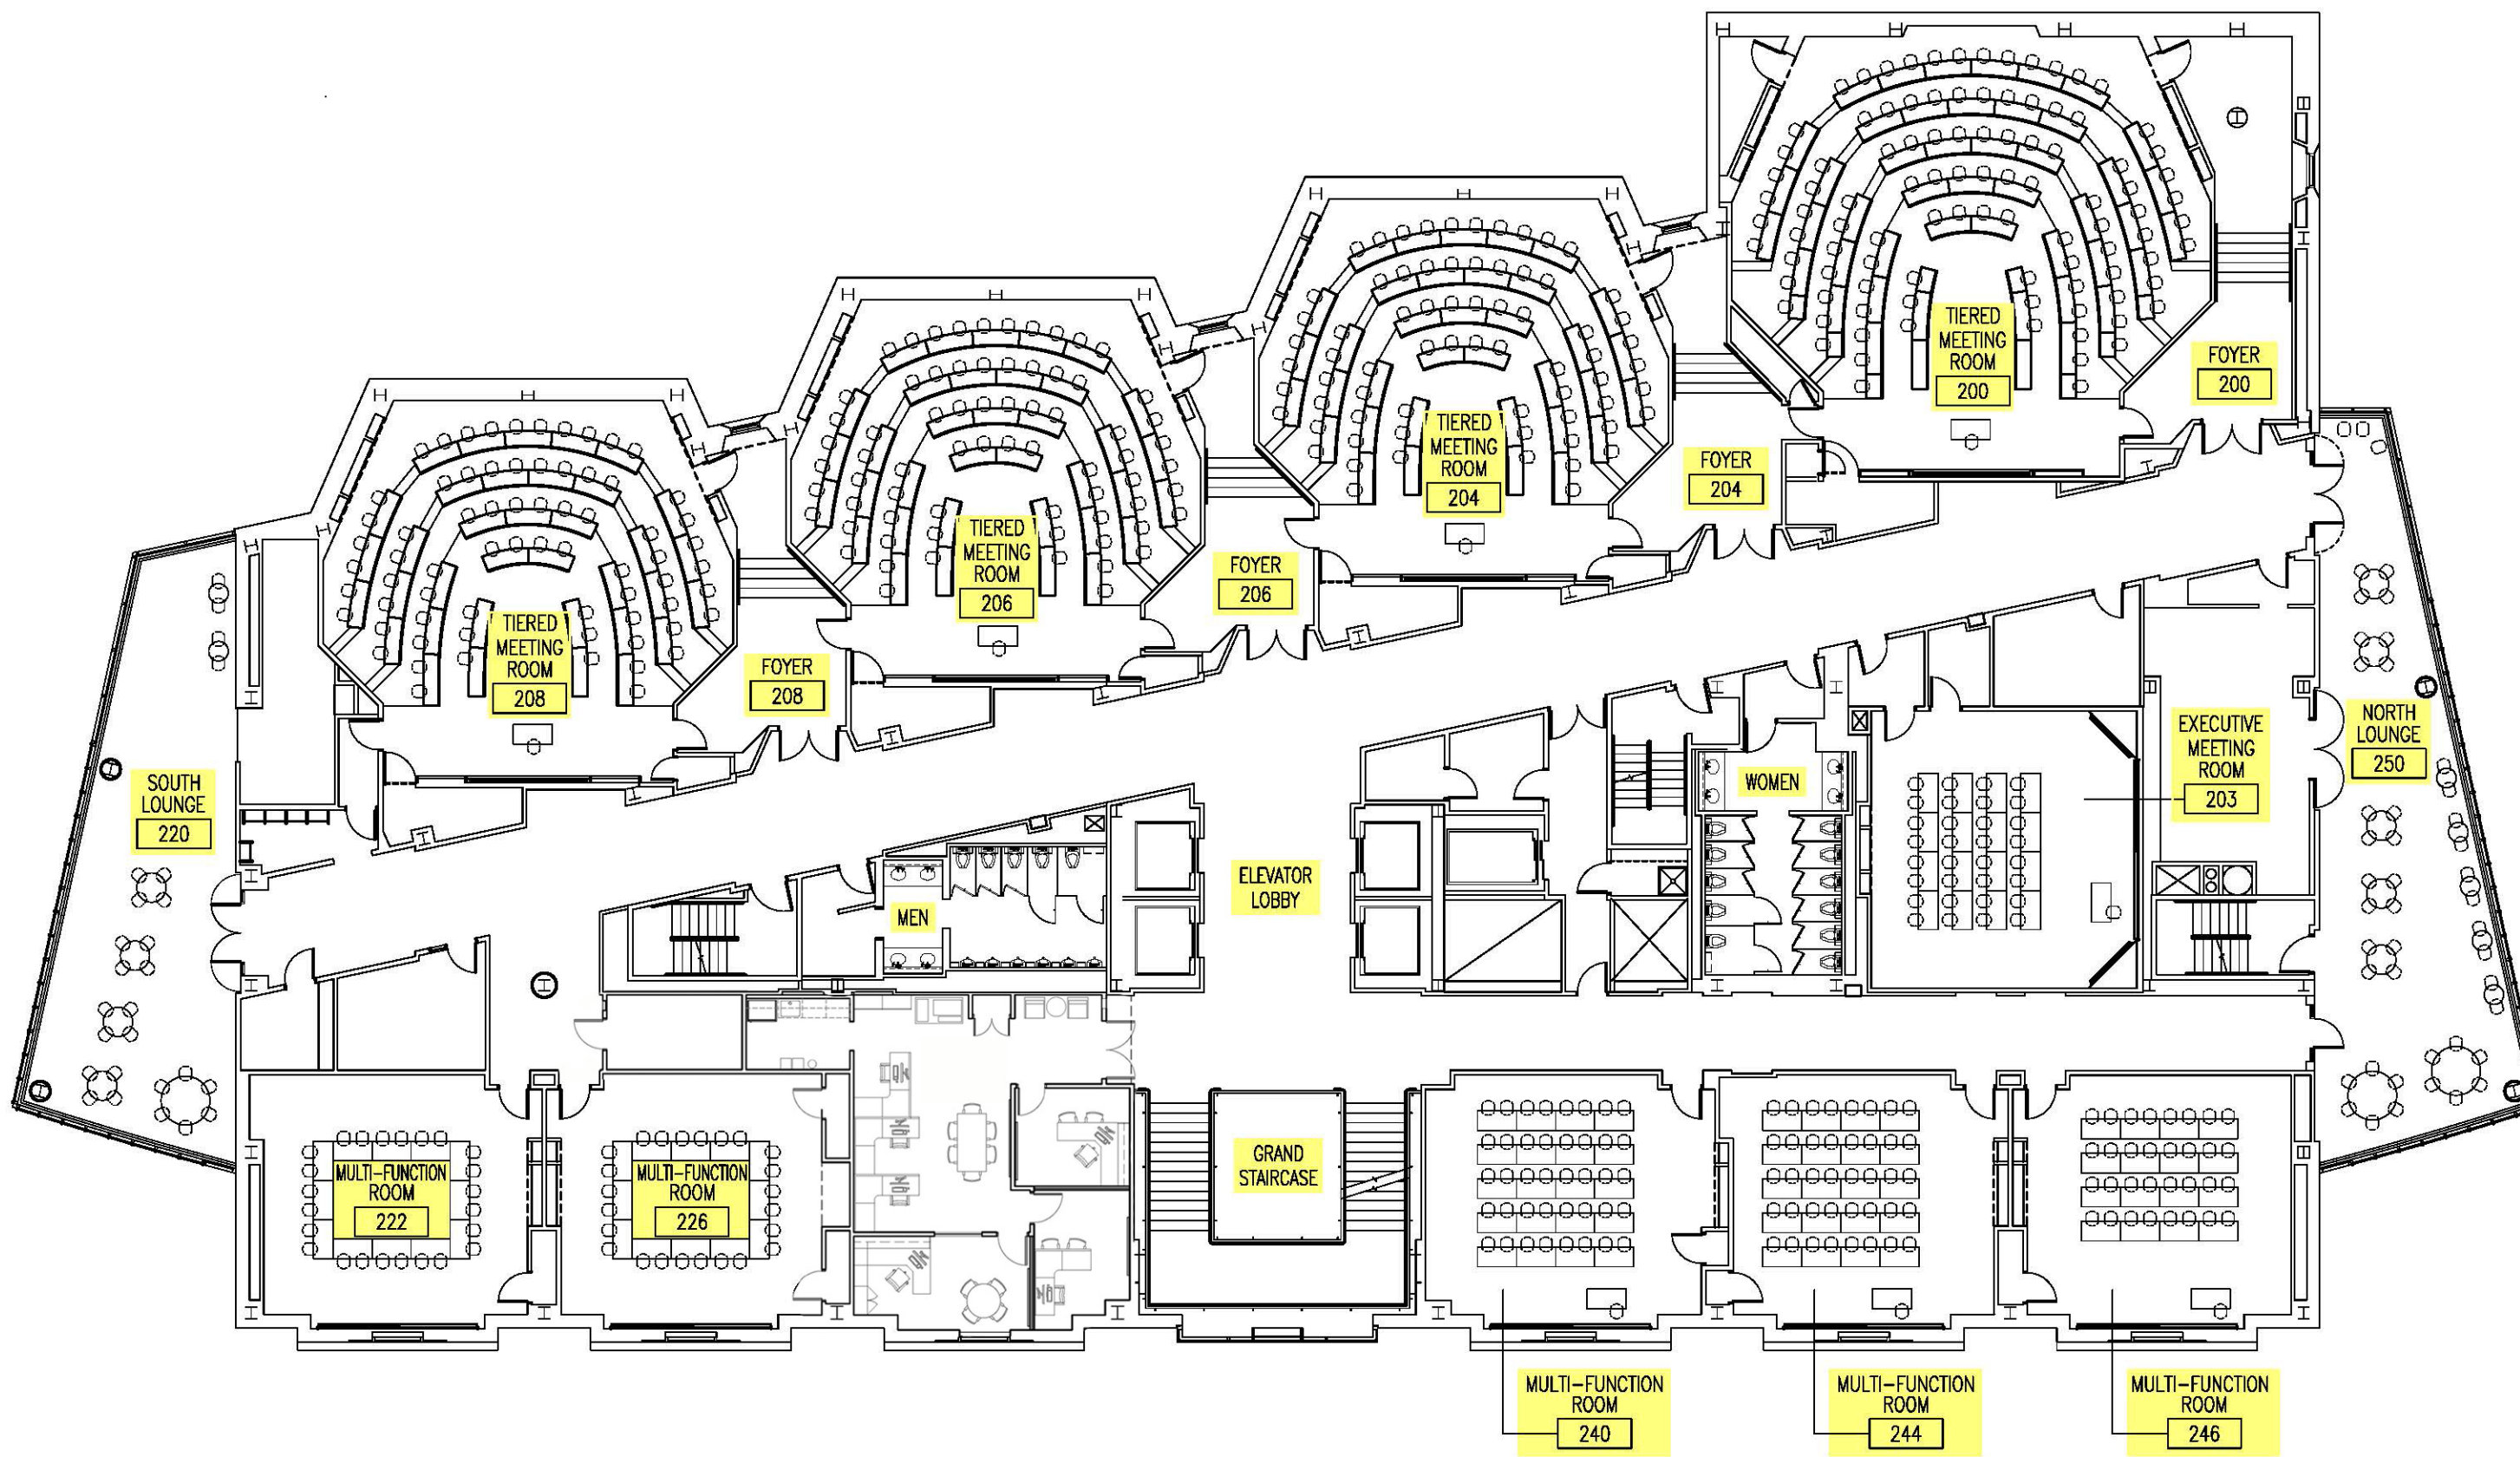 TIERED
MEETING
ROOM
200
FOYER
200
TIERED
MEETING
ROOM
204
FOYER
204
TIERED
MEETING
ROOM
206
FOYER
206
TIERED
MEETING
ROOM
208
FOYER
208
SOUTH
LOUNGE
220
WOMEN
EXECUTIVE
MEETING
ROOM
203
NORTH
LOUNGE
250
MEN
ELEVATOR
LOBBY
MULTI-FUNCTION
ROOM
222
MULTI-FUNCTION
ROOM
226
GRAND
STAIRCASE
MULTI-FUNCTION
ROOM
240
MULTI-FUNCTION
ROOM
244
MULTI-FUNCTION
ROOM
246